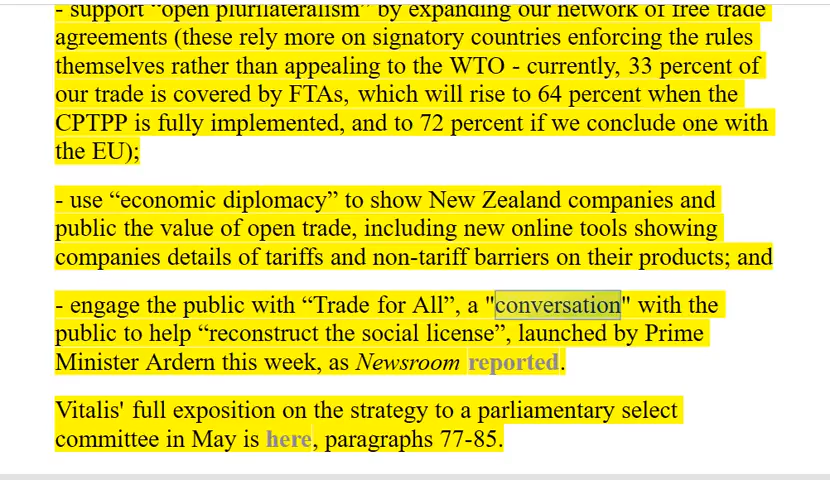 - support “open plurilateralism” by expanding our network of free trade
agreements (these rely more on signatory countries enforcing the rules
themselves rather than appealing to the WTO - currently, 33 percent of
our trade is covered by FTAs, which will rise to 64 percent when the
CPTPP is fully implemented, and to 72 percent if we conclude one with
the EU);
- use “economic diplomacy” to show New Zealand companies and
public the value of open trade, including new online tools showing
companies details of tariffs and non-tariff barriers on their products; and
- engage the public with “Trade for All”, a "conversation" with the
public to help “reconstruct the social license”, launched by Prime
Minister Ardern this week, as Newsroom reported.
Vitalis' full exposition on the strategy to a parliamentary select
committee in May is here, paragraphs 77-85.